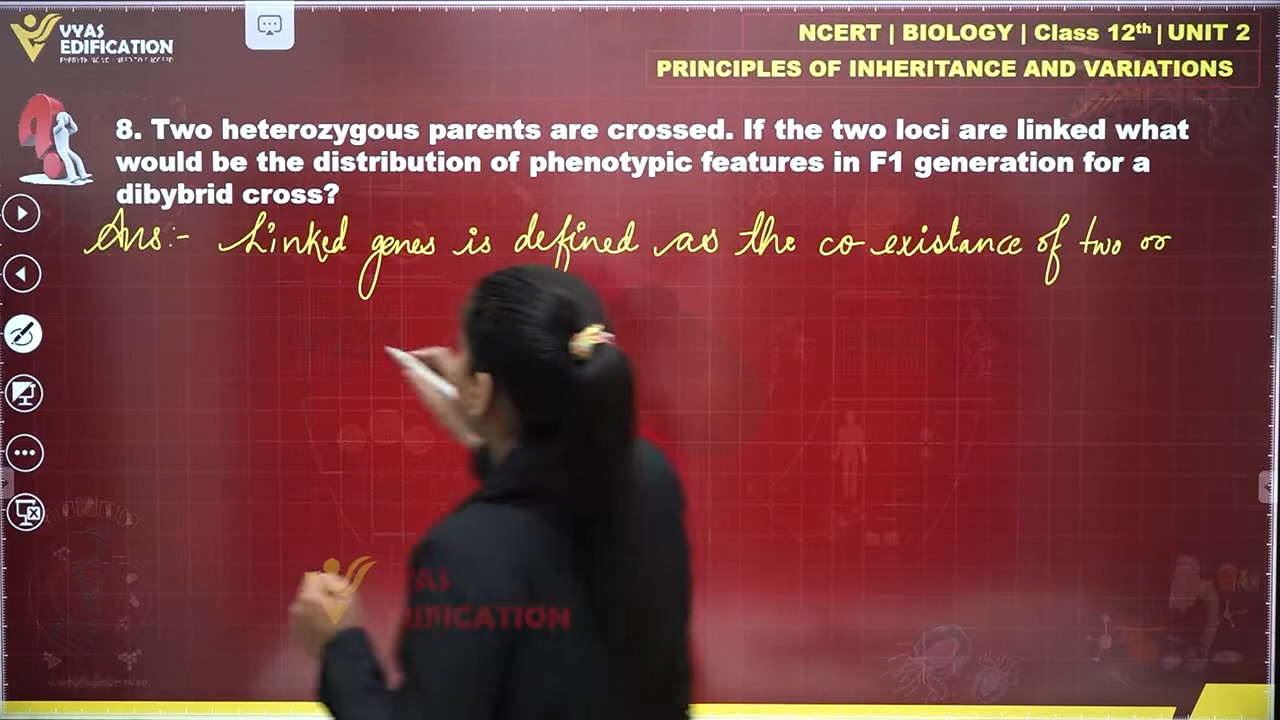 VYAS
EDIFICATION
NCERT | BIOLOGY | Class 12th | UNIT 2
PRINCIPLES OF INHERITANCE AND VARIATIONS
8. Two heterozygous parents are crossed. If the two loci are linked what
would be the distribution of phenotypic features in F1 generation for a
dibybrid cross?
Ans:- Linked genes is defined as the co-existance of two or